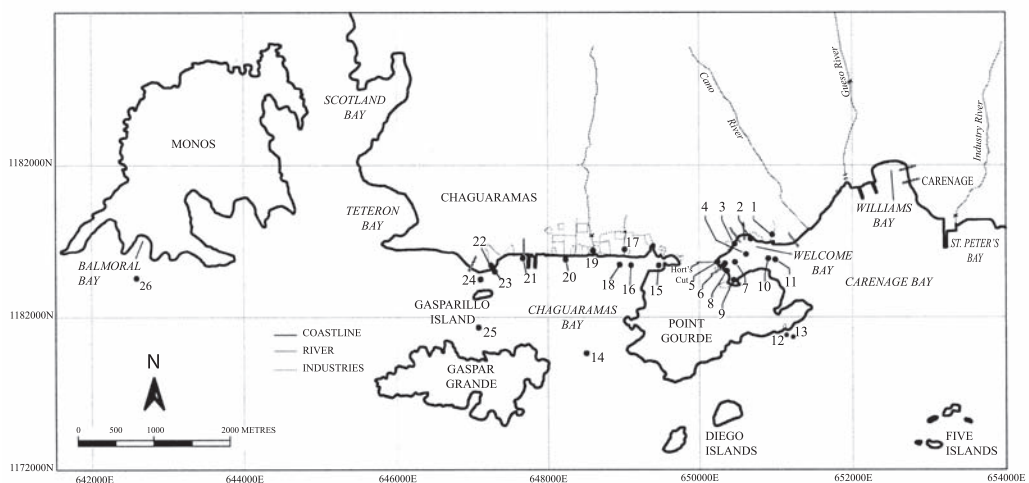 SCOTLAND
BAY
MONOS
Cano
River
Gueso River
Industry River
1182000N
CHAGUARAMAS
TETERON
BAY
CARENAGE
WILLIAMS
BAY
ST. PETER'S
BAY
4 3 2 1
WELCOME
BAY
CARENAGE BAY
22
17
19
21
20
18
16
15
Hort's
Cut
5
6
8
7
9
10
11
BALMORAL
BAY
26
24
23
GASPARILLO
ISLAND
25
CHAGUARAMAS
BAY
1182000N
POINT
GOURDE
12
13
14
COASTLINE
RIVER
INDUSTRIES
GASPAR
GRANDE
N
0 500 1000 2000 METRES
DIEGO
ISLANDS
FIVE
ISLANDS
1172000N
642000E 644000E 646000E 648000E 650000E 652000E 654000E